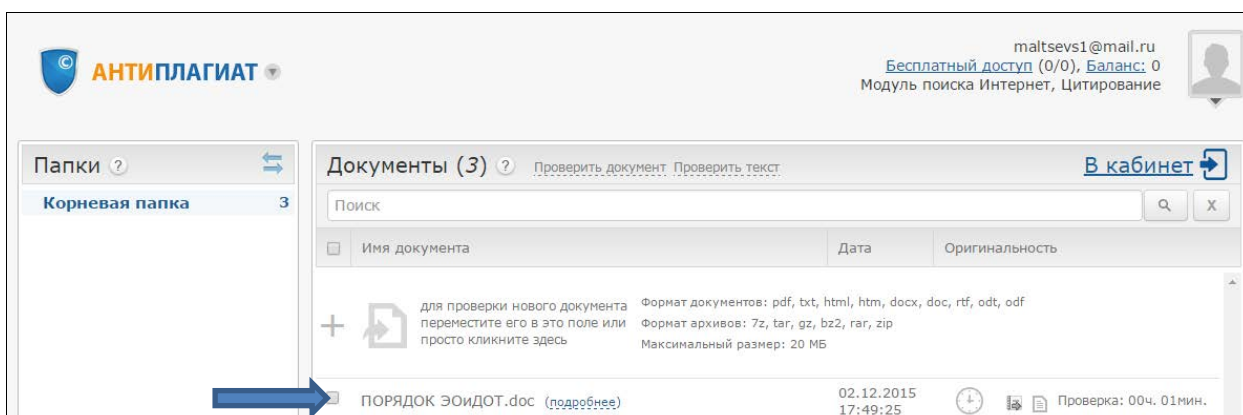 ©
АНТИПЛАГИАТ
maltsevs1@mail.ru
Бесплатный доступ (0/0), Баланс: 0
Модуль поиска Интернет, Цитирование
Папки ?
Корневая папка 3
Документы (3) ? Проверить документ Проверить текст В кабинет
Поиск X
Имя документа Дата Оригинальность
для проверки нового документа
переместите его в это поле или
просто кликните здесь
Формат документов: pdf, txt, html, htm, docx, doc, rtf, odt, odf
Формат архивов: 7z, tar, gz, bz2, rar, zip
Максимальный размер: 20 МБ
ПОРЯДОК ЭОиДОТ.doc (подробнее) 02.12.2015
17:49:25 Проверка: 00ч. 01мин.